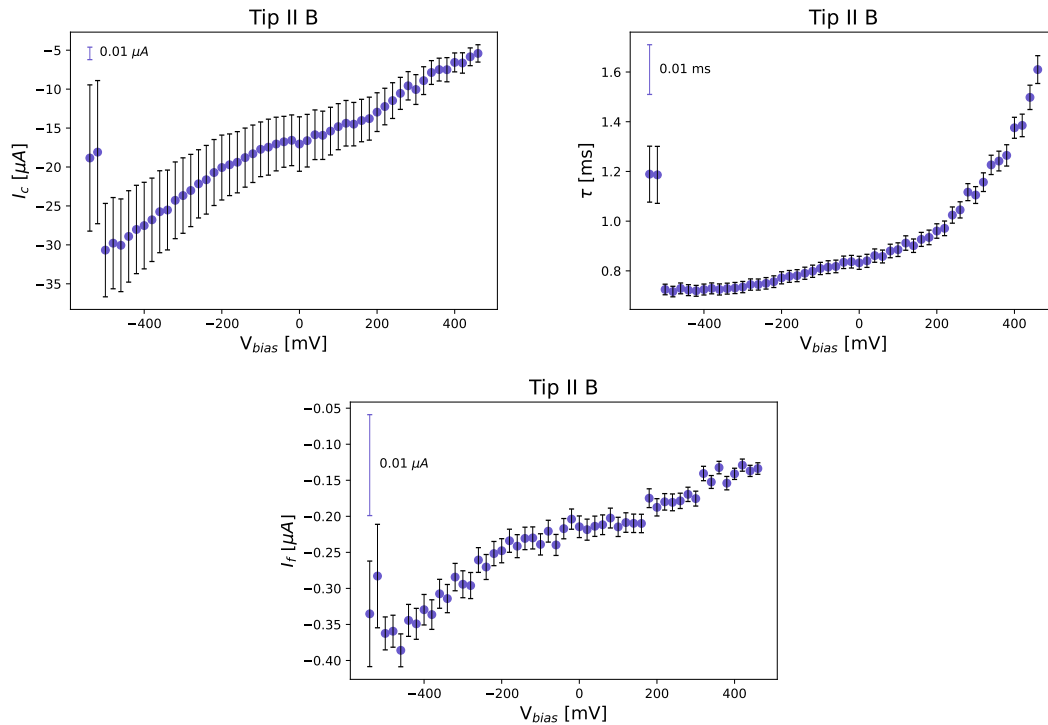 Tip II B
0.01 μA
−5
−10
−15
−20
−25
−30
−35
I_c [μA]
−400
−200
0
200
400
V_bias [mV]
Tip II B
0.01 ms
1.6
1.4
1.2
1.0
0.8
τ [ms]
−400
−200
0
200
400
V_bias [mV]
Tip II B
0.01 μA
−0.05
−0.10
−0.15
−0.20
−0.25
−0.30
−0.35
−0.40
I_f [μA]
−400
−200
0
200
400
V_bias [mV]